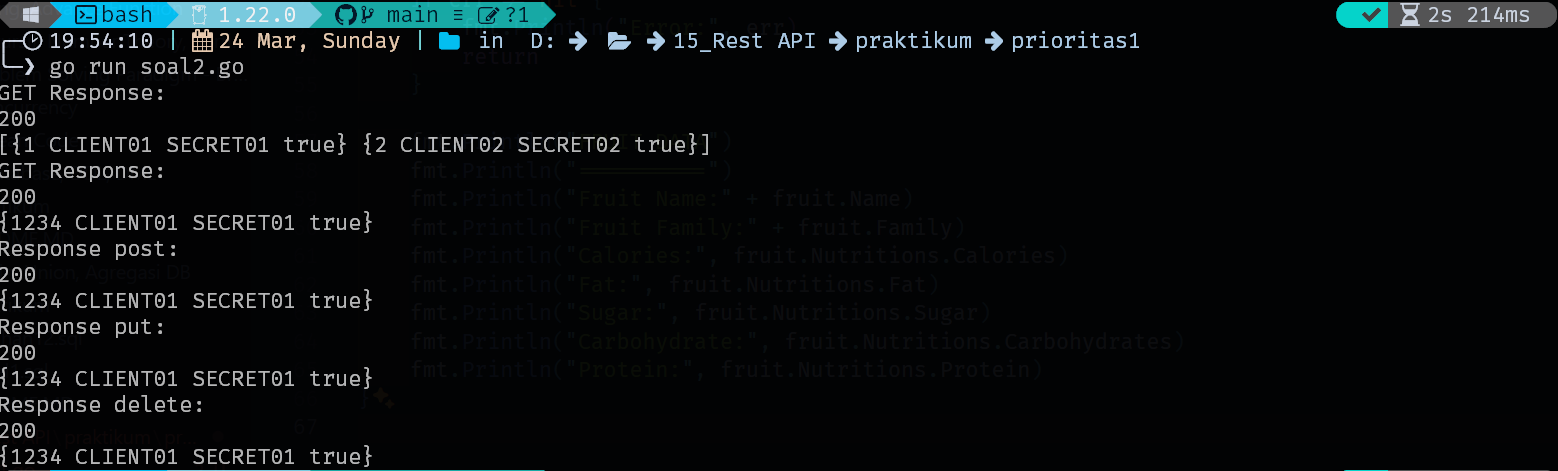 bash 1.22.0 main ≡ ?1 2s 214ms
19:54:10 | 24 Mar, Sunday | in D: → → 15_Rest API → praktikum → prioritas1
❯ go run soal2.go
return
GET Response:
}
200
[{1 CLIENT01 SECRET01 true} {2 CLIENT02 SECRET02 true}]
GET Response:
fmt.Println("══════════")
200
fmt.Println("Fruit Name:" + fruit.Name)
{1234 CLIENT01 SECRET01 true}
fmt.Println("Fruit Family:" + fruit.Family)
Response post:
fmt.Println("Calories:", fruit.Nutritions.Calories)
200
fmt.Println("Fat:", fruit.Nutritions.Fat)
{1234 CLIENT01 SECRET01 true}
fmt.Println("Sugar:", fruit.Nutritions.Sugar)
Response put:
fmt.Println("Carbohydrate:", fruit.Nutritions.Carbohydrates)
200
fmt.Println("Protein:", fruit.Nutritions.Protein)
{1234 CLIENT01 SECRET01 true}
Response delete:
67
200
{1234 CLIENT01 SECRET01 true}